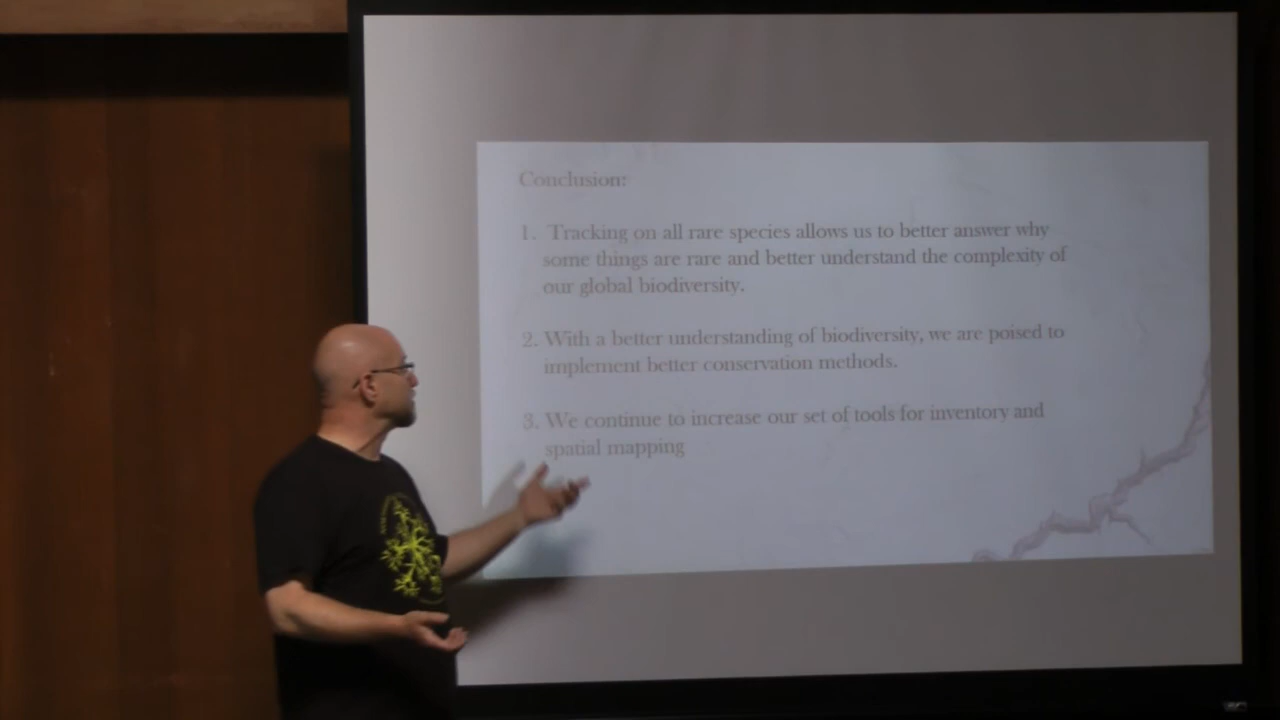 Conclusion:
1. Tracking on all rare species allows us to better answer why
some things are rare and better understand the complexity of
our global biodiversity.
2. With a better understanding of biodiversity, we are poised to
implement better conservation methods.
3. We continue to increase our set of tools for inventory and
spatial mapping